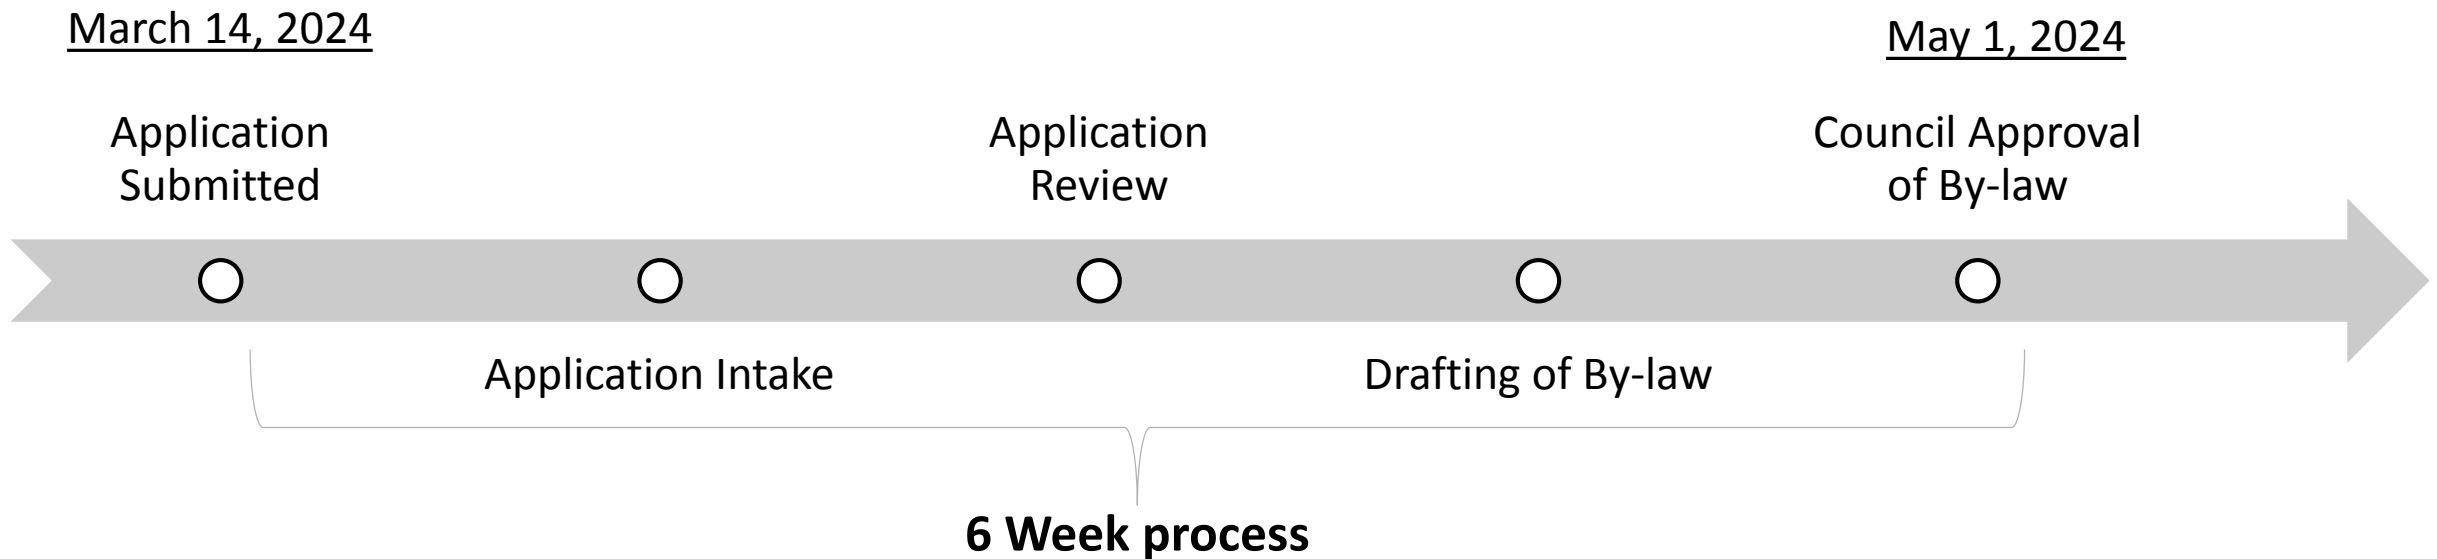 March 14, 2024
May 1, 2024
Application
Submitted
Application
Review
Council Approval
of By-law
Application Intake
Drafting of By-law
6 Week process